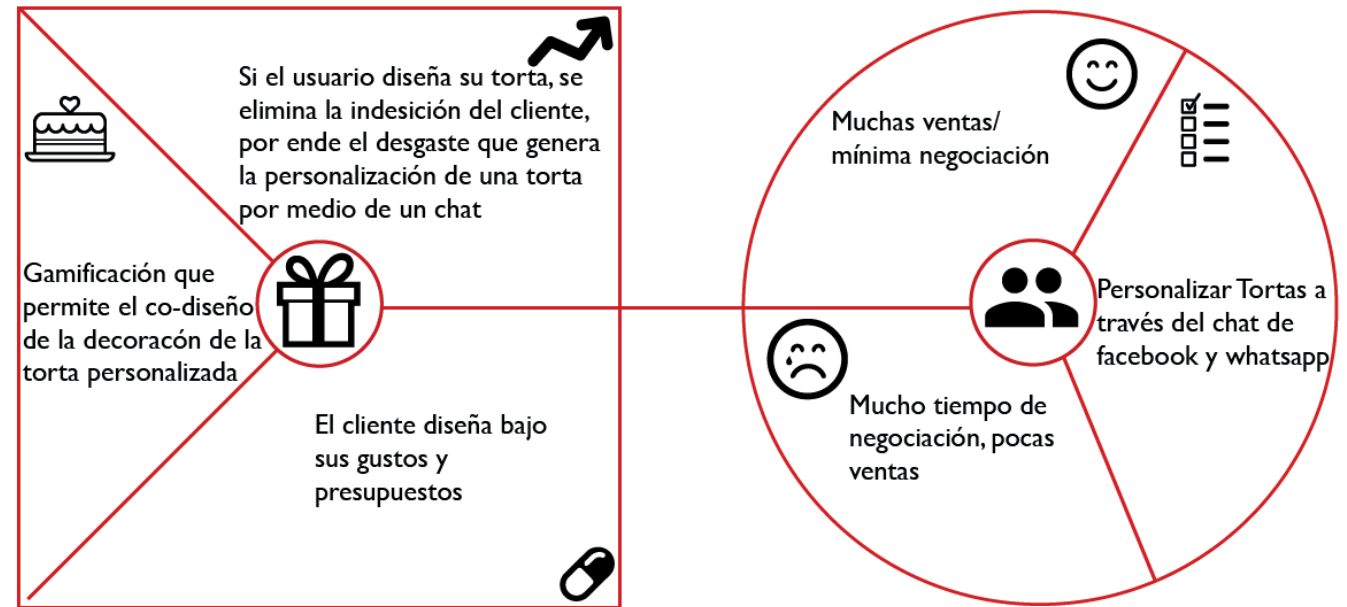 Si el usuario diseña su torta, se
elimina la indesición del cliente,
por ende el desgaste que genera
la personalización de una torta
por medio de un chat
Gamificación que
permite el co-diseño
de la decoracón de la
torta personalizada
El cliente diseña bajo
sus gustos y
presupuestos
Muchas ventas/
mínima negociación
Personalizar Tortas a
través del chat de
facebook y whatsapp
Mucho tiempo de
negociación, pocas
ventas